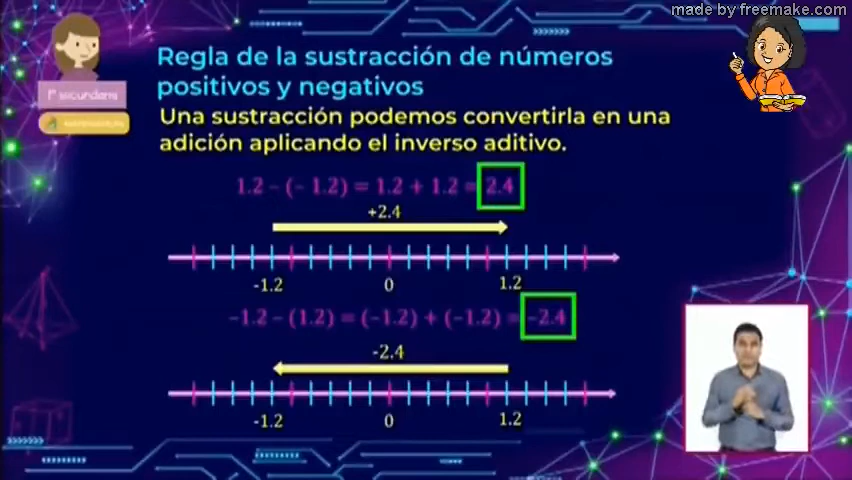 made by freemake.com
Regla de la sustracción de números
positivos y negativos
1° secundaria
Una sustracción podemos convertirla en una
adición aplicando el inverso aditivo.
1.2 – (– 1.2) = 1.2 + 1.2 = 2.4
+2.4
-1.2 0 1.2
–1.2 – (1.2) = (–1.2) + (–1.2) = –2.4
-2.4
-1.2 0 1.2